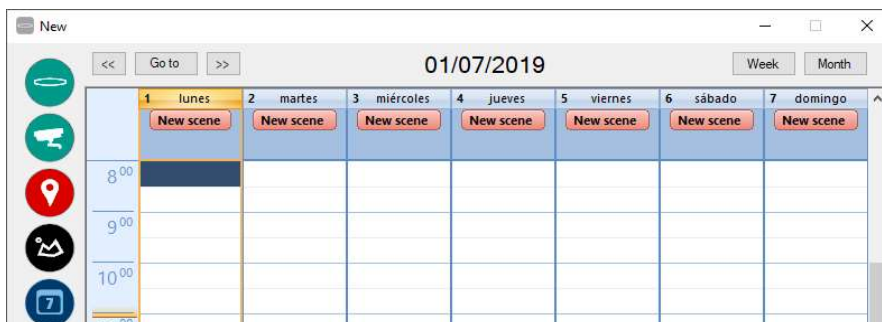 New
<< Go to >> 01/07/2019 Week Month
1 lunes 2 martes 3 miércoles 4 jueves 5 viernes 6 sábado 7 domingo
New scene New scene New scene New scene New scene New scene New scene
8 00
9 00
10 00
7